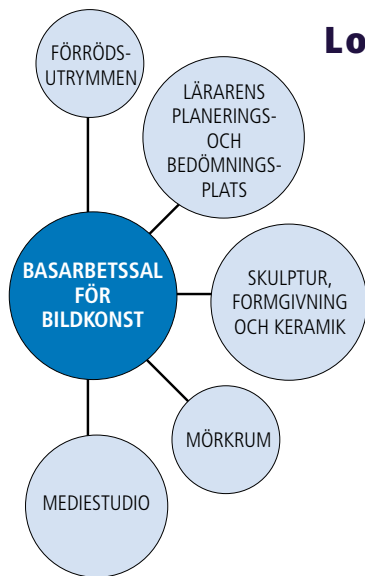 Lo
FÖRRÖDS-
UTRYMMEN
LÄRARENS
PLANERINGS-
OCH
BEDÖMNINGS-
PLATS
BASARBETSSAL
FÖR
BILDKONST
SKULPTUR,
FORMGIVNING
OCH KERAMIK
MÖRKRUM
MEDIESTUDIO